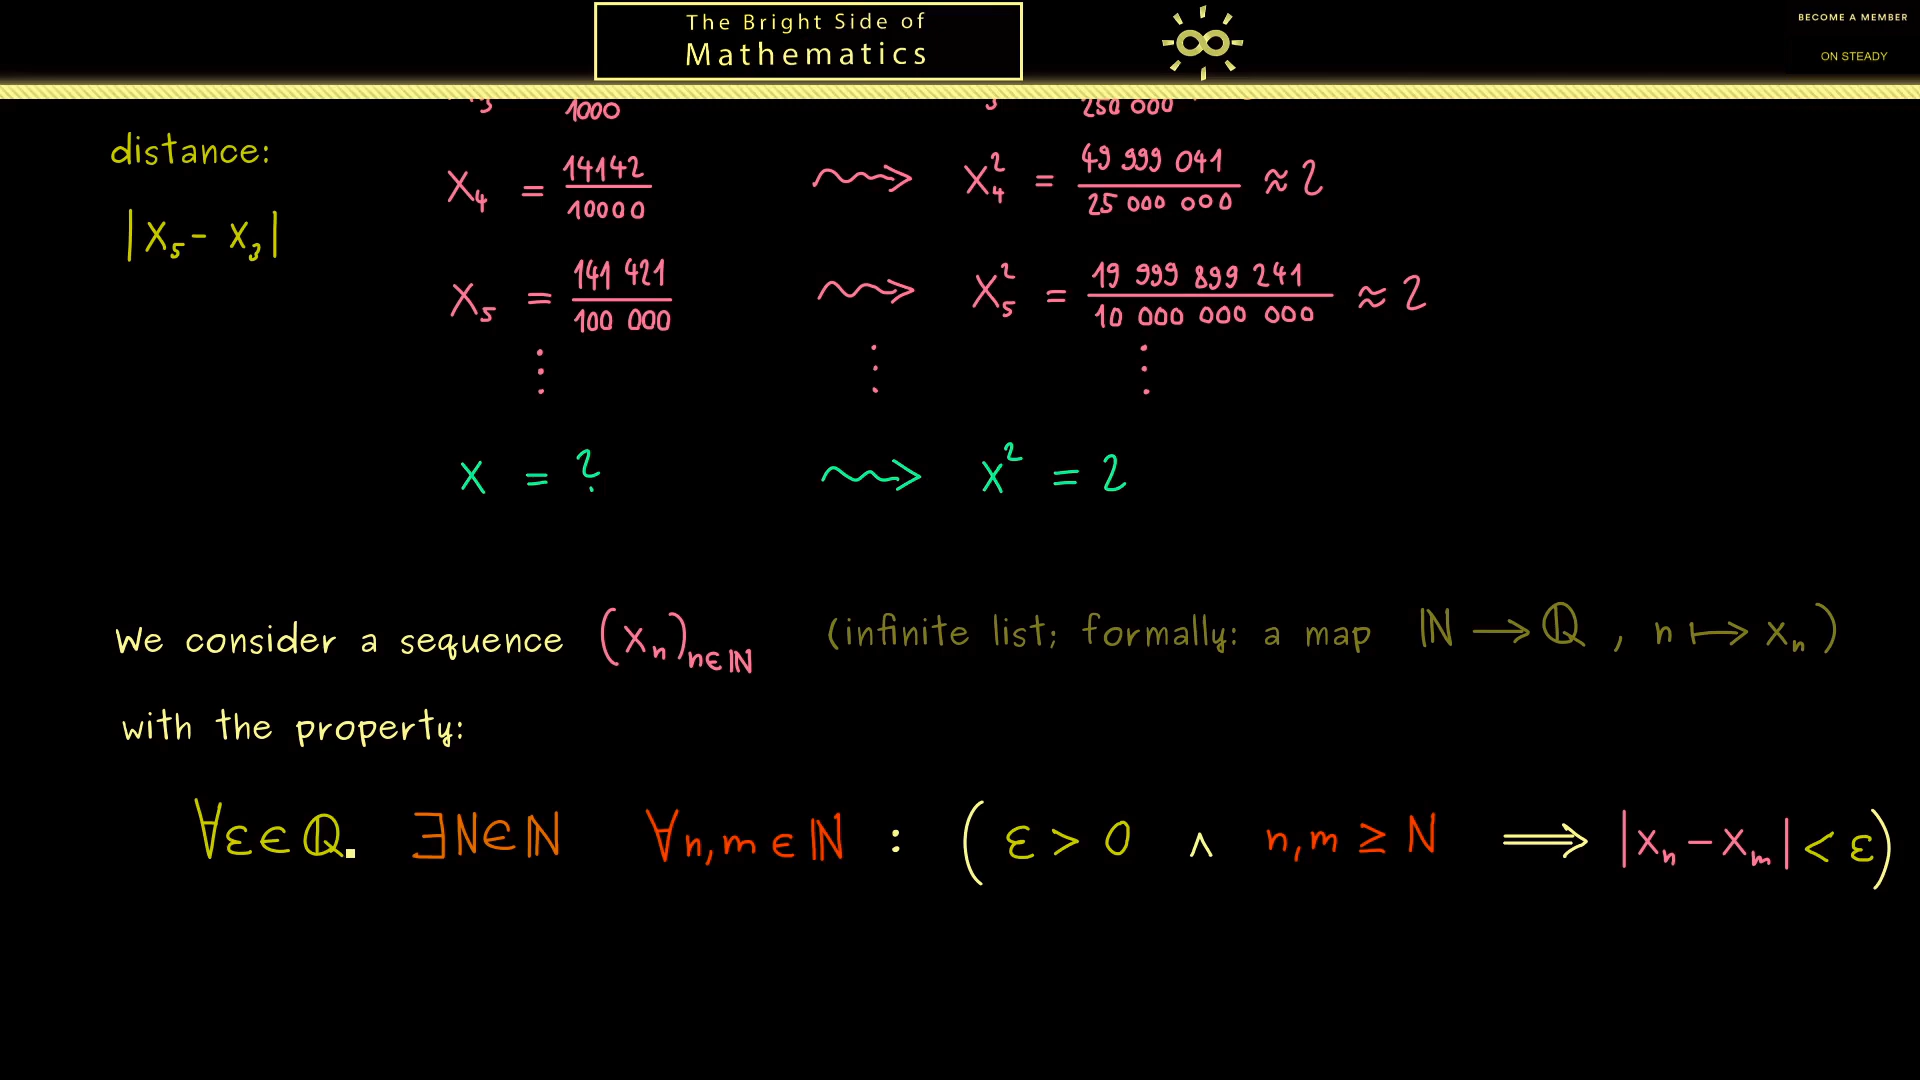 The Bright Side of
Mathematics
BECOME A MEMBER
ON STEADY
distance:
|x₅ - x₃|
1000
250 000
x₄ = 14142/10000 ⇝ x₄² = 49 999 041/25 000 000 ≈ 2
x₅ = 141 421/100 000 ⇝ x₅² = 19 999 899 241/10 000 000 000 ≈ 2
⋮ ⋮ ⋮
x = ? ⇝ x² = 2
We consider a sequence (xₙ)ₙ∈ℕ (infinite list; formally: a map ℕ → ℚ , n ↦ xₙ)
with the property:
∀ε∈ℚ ∃N∈ℕ ∀n,m∈ℕ : (ε > 0 ∧ n,m ≥ N ⟹ |xₙ - xₘ| < ε)